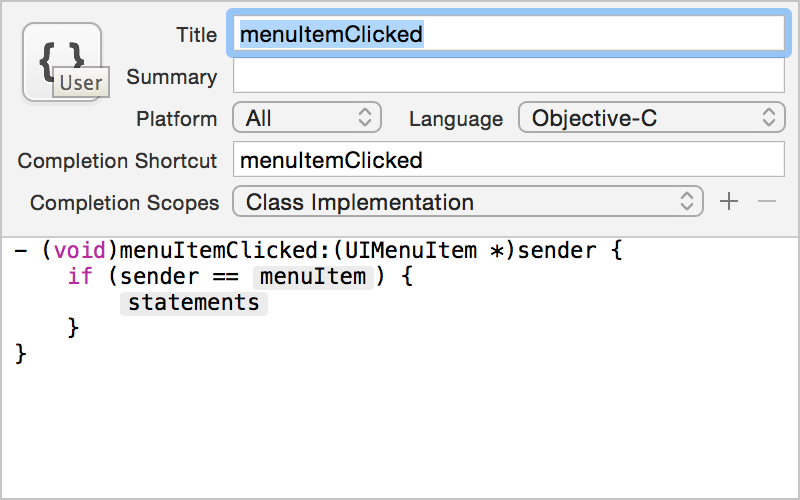 Title menuItemClicked
{ }
User
Summary
Platform All Language Objective-C
Completion Shortcut menuItemClicked
Completion Scopes Class Implementation + −
- (void)menuItemClicked:(UIMenuItem *)sender {
    if (sender == menuItem) {
        statements
    }
}